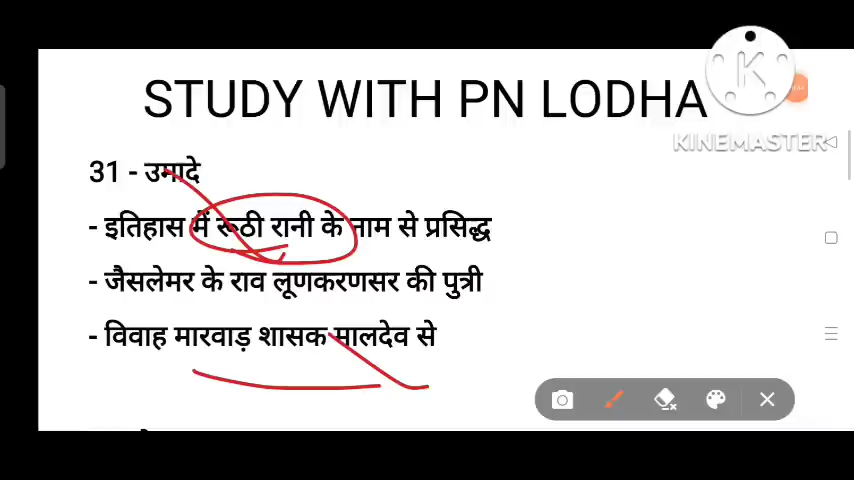 STUDY WITH PN LODHA
KINEMASTER
31 - उमादे
- इतिहास में रूठी रानी के नाम से प्रसिद्ध
- जैसलेमर के राव लूणकरणसर की पुत्री
- विवाह मारवाड़ शासक मालदेव से